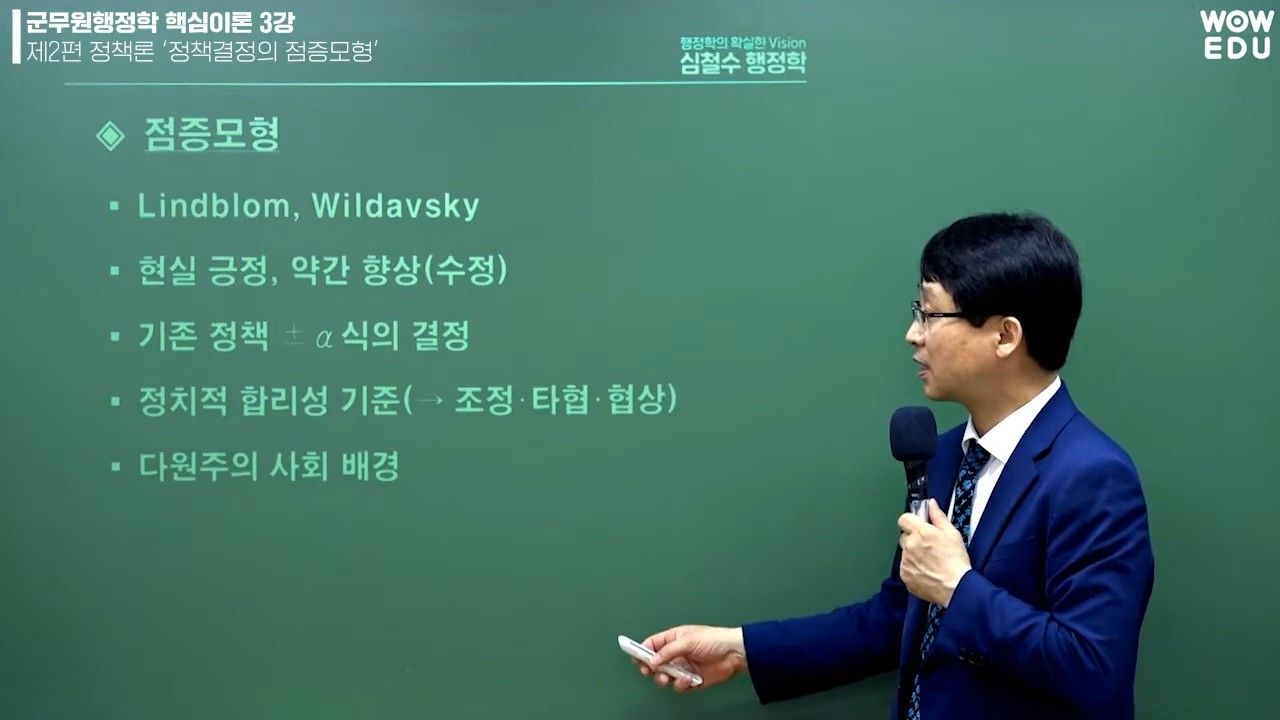 군무원행정학 핵심이론 3강
제2편 정책론 '정책결정의 점증모형'
WOW
EDU
행정학의 확실한 Vision
심철수 행정학
◈ 점증모형
▪ Lindblom, Wildavsky
▪ 현실 긍정, 약간 향상(수정)
▪ 기존 정책 ± α 식의 결정
▪ 정치적 합리성 기준(→ 조정·타협·협상)
▪ 다원주의 사회 배경